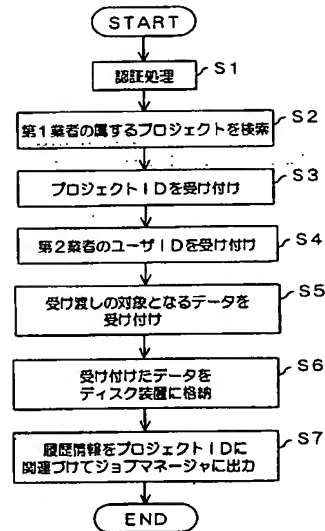 START
認証処理
S1
第1業者の属するプロジェクトを検索
S2
プロジェクトIDを受け付け
S3
第2業者のユーザIDを受け付け
S4
受け渡しの対象となるデータを
受け付け
S5
受け付けたデータを
ディスク装置に格納
S6
履歴情報をプロジェクトIDに
関連づけてジョブマネージャに出力
S7
END